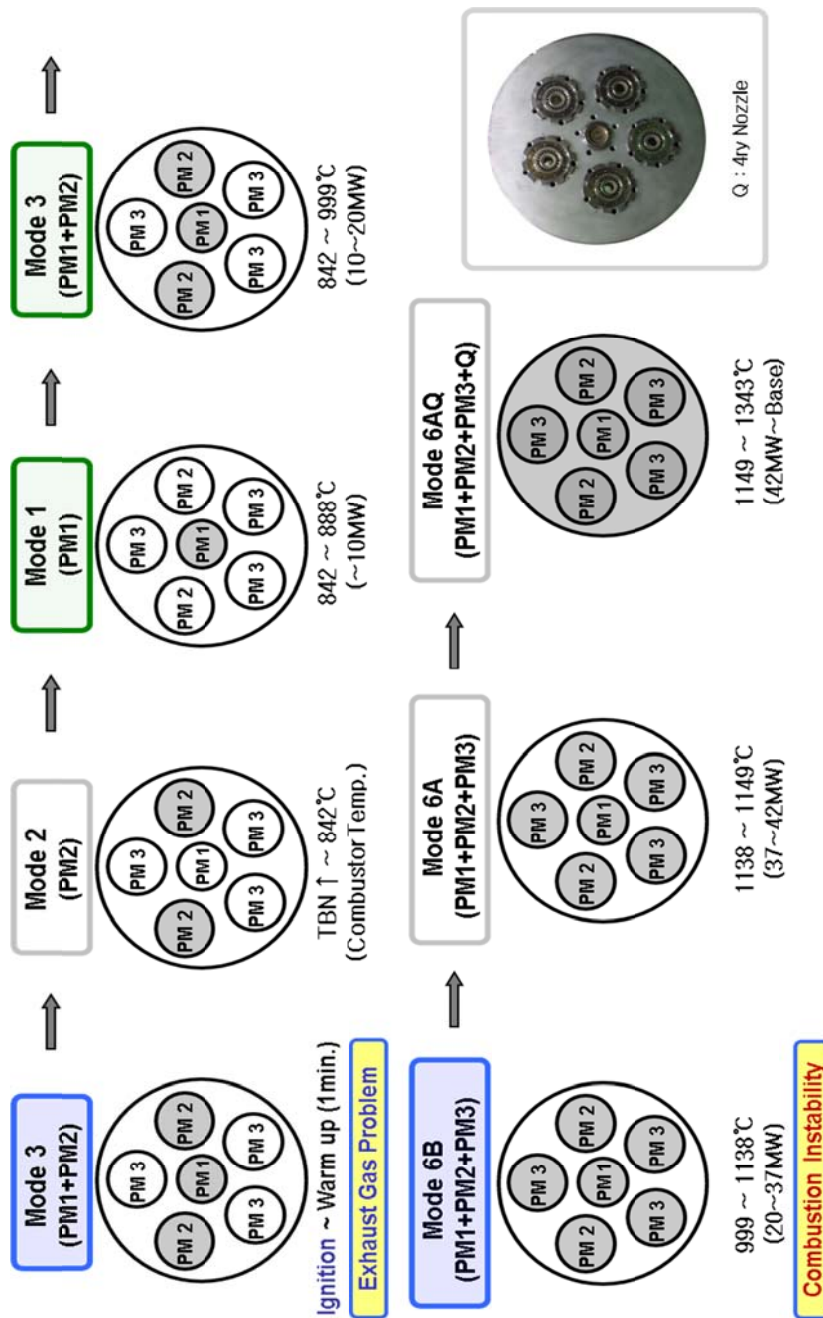 Mode 3
(PM1+PM2)
PM 3
PM 2
PM 2
PM 1
PM 3
PM 3
Ignition ~ Warm up (1min.)
Exhaust Gas Problem
Mode 2
(PM2)
PM 3
PM 2
PM 2
PM 1
PM 3
PM 3
TBN ↑ ~ 842℃
(CombustorTemp.)
Mode 1
(PM1)
PM 3
PM 2
PM 2
PM 1
PM 3
PM 3
842 ~ 888℃
(~10MW)
Mode 3
(PM1+PM2)
PM 3
PM 2
PM 2
PM 1
PM 3
PM 3
842 ~ 999℃
(10~20MW)
Mode 6B
(PM1+PM2+PM3)
PM 3
PM 2
PM 2
PM 1
PM 3
PM 3
999 ~ 1138℃
(20~37MW)
Combustion Instability
Mode 6A
(PM1+PM2+PM3)
PM 3
PM 2
PM 2
PM 1
PM 3
PM 3
1138 ~ 1149℃
(37~42MW)
Mode 6AQ
(PM1+PM2+PM3+Q)
PM 3
PM 2
PM 2
PM 1
PM 3
PM 3
1149 ~ 1343℃
(42MW~Base)
Q : 4ry Nozzle